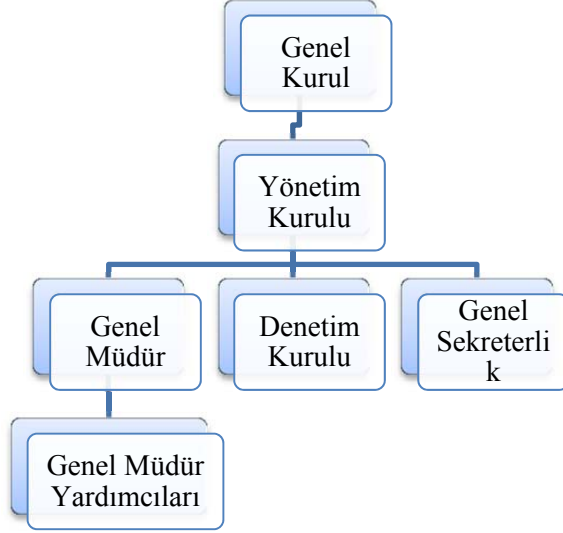 Genel
Kurul
Yönetim
Kurulu
Genel
Müdür
Denetim
Kurulu
Genel
Sekreterli
k
Genel Müdür
Yardımcıları